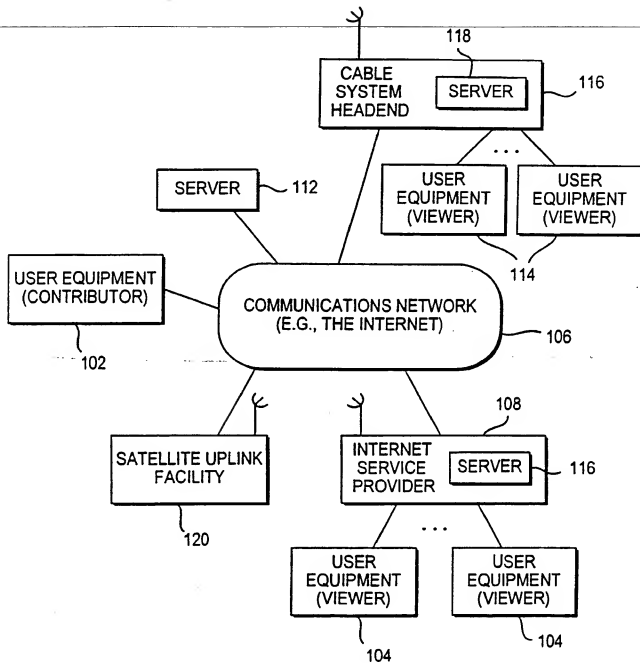 118
CABLE
SYSTEM
HEADEND
SERVER
116
...
USER
EQUIPMENT
(VIEWER)
USER
EQUIPMENT
(VIEWER)
114
SERVER
112
USER EQUIPMENT
(CONTRIBUTOR)
102
COMMUNICATIONS NETWORK
(E.G., THE INTERNET)
106
SATELLITE UPLINK
FACILITY
120
108
INTERNET
SERVICE
PROVIDER
SERVER
116
...
USER
EQUIPMENT
(VIEWER)
USER
EQUIPMENT
(VIEWER)
104
104